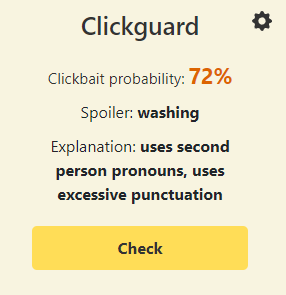 Clickguard
Clickbait probability: 72%
Spoiler: washing
Explanation: uses second
person pronouns, uses
excessive punctuation
Check